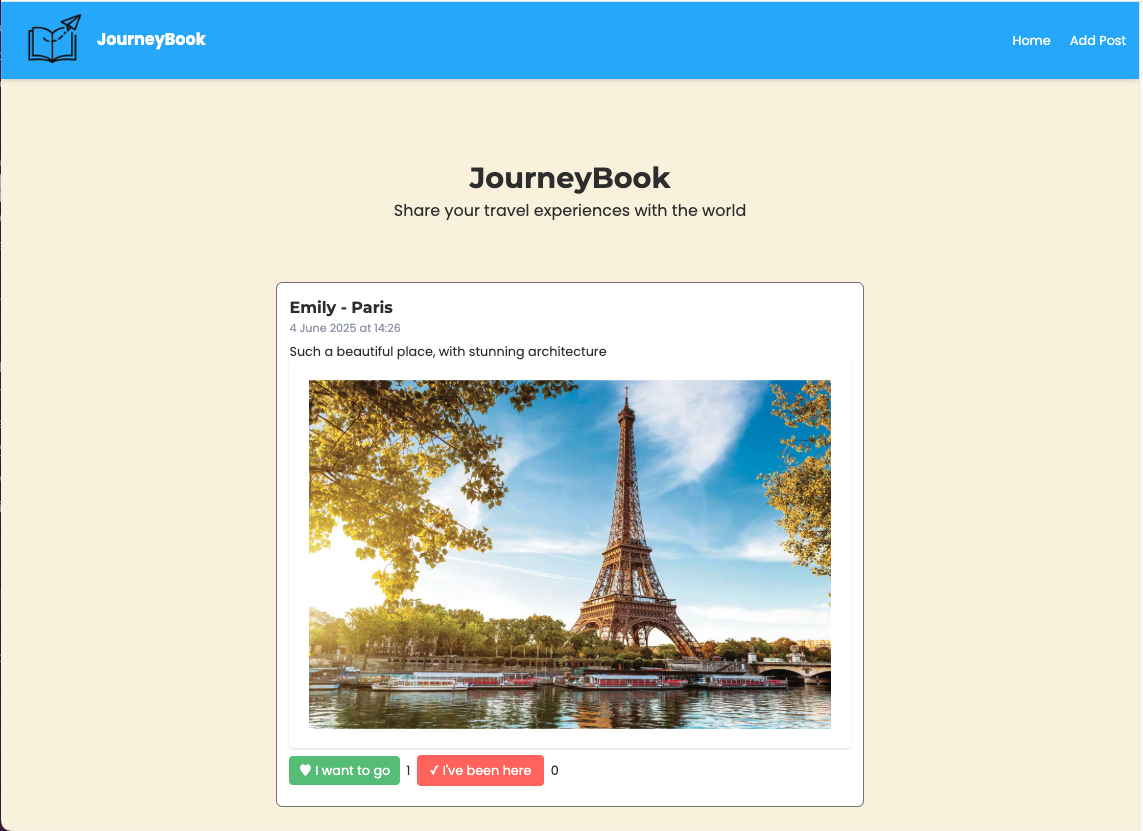 JourneyBook
Home
Add Post
JourneyBook
Share your travel experiences with the world
Emily - Paris
4 June 2025 at 14:26
Such a beautiful place, with stunning architecture
♥ I want to go 1 ✓ I've been here 0